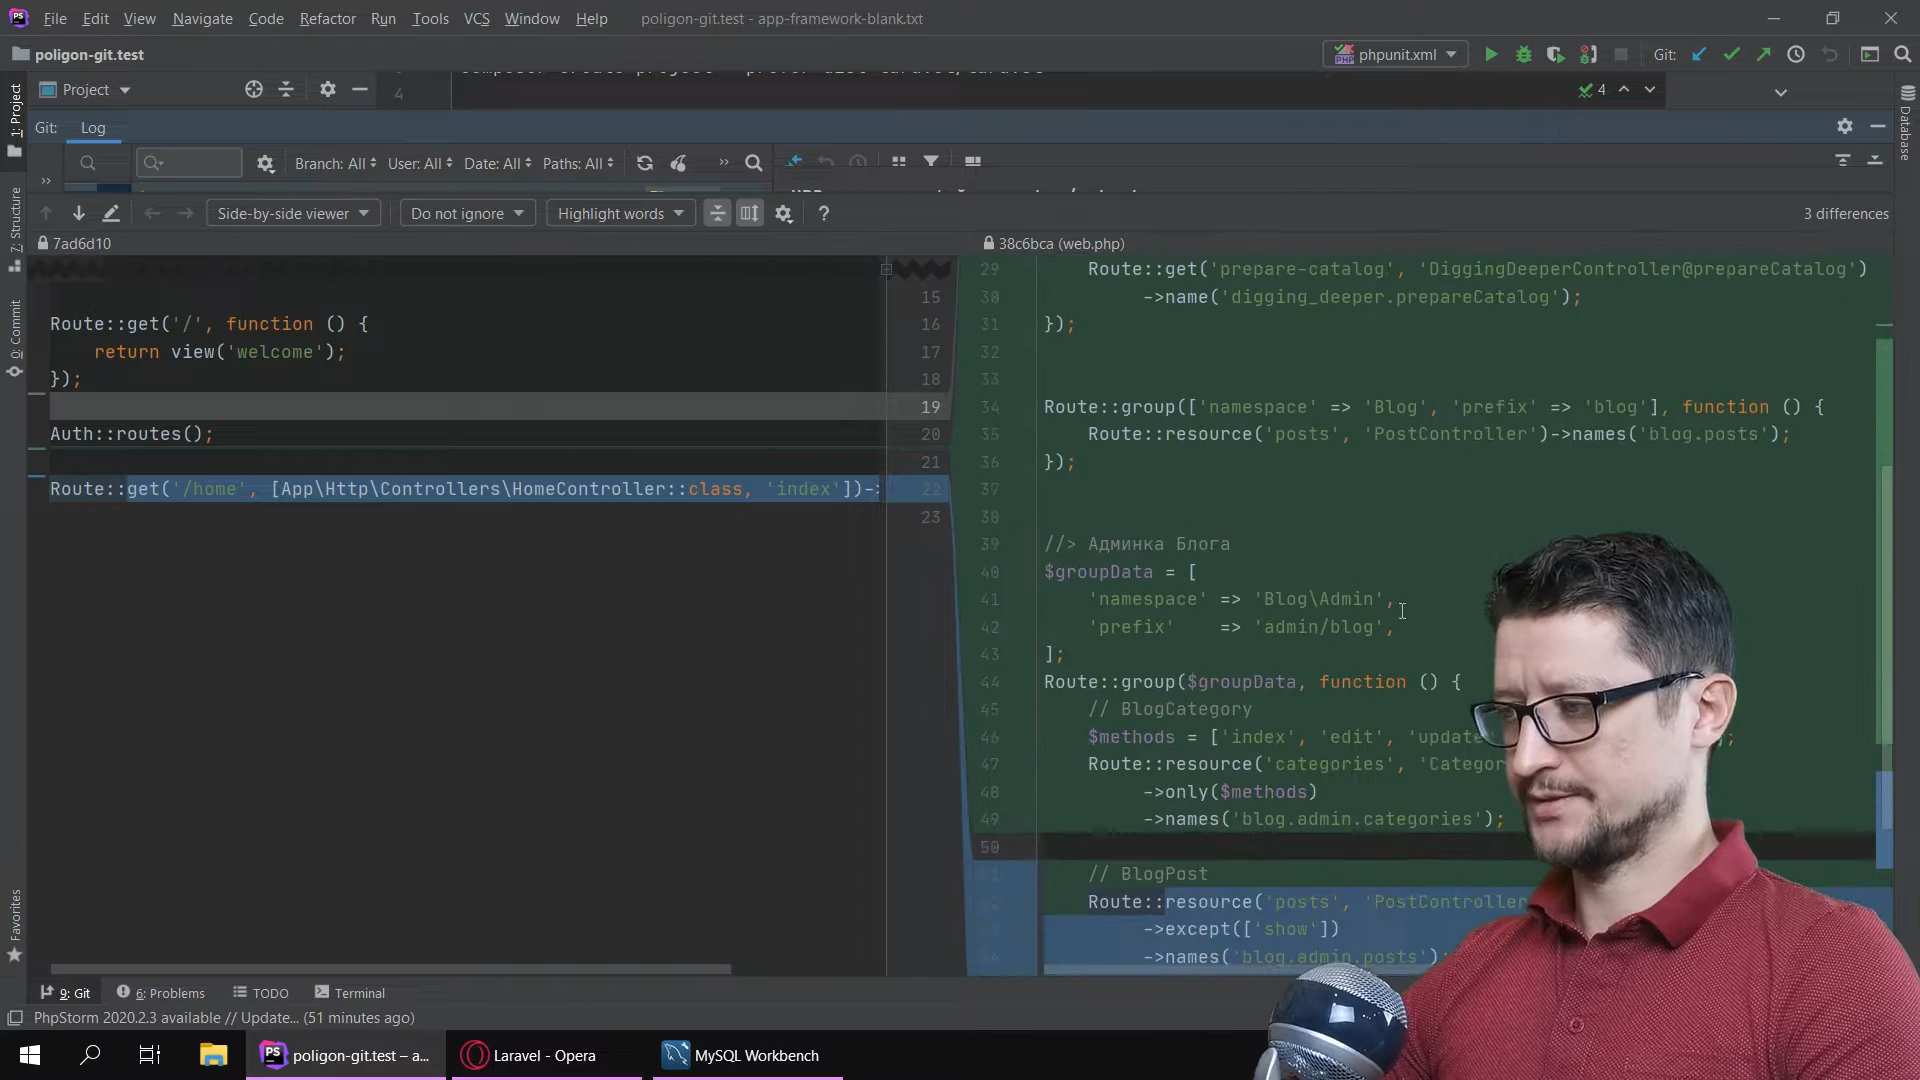 File Edit View Navigate Code Refactor Run Tools VCS Window Help poligon-git.test - app-framework-blank.txt
poligon-git.test phpunit.xml Git:
1: Project
Project
4
4
Database
Git: Log
Branch: All User: All Date: All Paths: All
7: Structure
Side-by-side viewer Do not ignore Highlight words ? 3 differences
7ad6d10 38c6bca (web.php)
0: Commit
Favorites
15
16 Route::get('/', function () {
17 return view('welcome');
18 });
19
20 Auth::routes();
21
22 Route::get('/home', [App\Http\Controllers\HomeController::class, 'index'])-
23
29 Route::get('prepare-catalog', 'DiggingDeeperController@prepareCatalog')
30 ->name('digging_deeper.prepareCatalog');
31 });
32
33
34 Route::group(['namespace' => 'Blog', 'prefix' => 'blog'], function () {
35 Route::resource('posts', 'PostController')->names('blog.posts');
36 });
37
38
39 //> Админка Блога
40 $groupData = [
41 'namespace' => 'Blog\Admin',
42 'prefix' => 'admin/blog',
43 ];
44 Route::group($groupData, function () {
45 // BlogCategory
46 $methods = ['index', 'edit', 'update ;
47 Route::resource('categories', 'Categor
48 ->only($methods)
49 ->names('blog.admin.categories');
50
// BlogPost
Route::resource('posts', 'PostController
->except(['show'])
->names('blog.admin.posts');
9: Git 6: Problems TODO Terminal
PhpStorm 2020.2.3 available // Update... (51 minutes ago)
poligon-git.test – a... Laravel - Opera MySQL Workbench